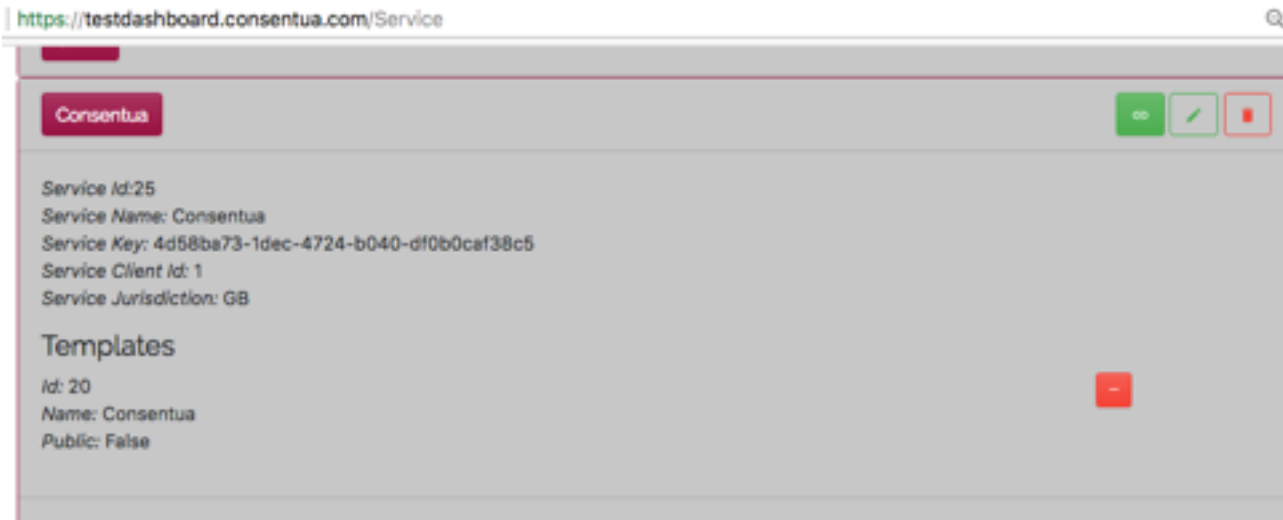 https://testdashboard.consentua.com/Service
Consentua
Service Id:25
Service Name: Consentua
Service Key: 4d58ba73-1dec-4724-b040-df0b0caf38c5
Service Client Id: 1
Service Jurisdiction: GB
Templates
Id: 20
Name: Consentua
Public: False